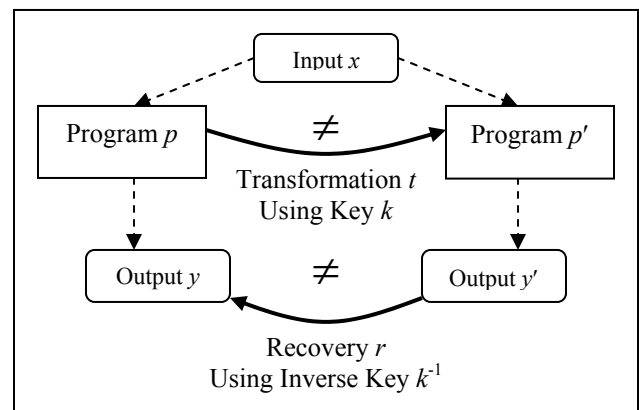 Input x
Program p
≠
Program p′
Transformation t
Using Key k
Output y
≠
Output y′
Recovery r
Using Inverse Key k⁻¹